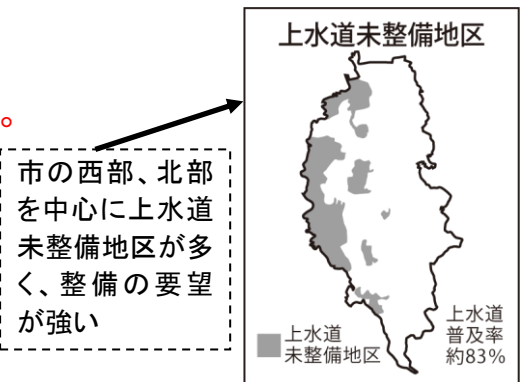 。
市の西部、北部
を中心に上水道
未整備地区が多
く、整備の要望
が強い
上水道未整備地区
上水道
未整備地区
上水道
普及率
約83%